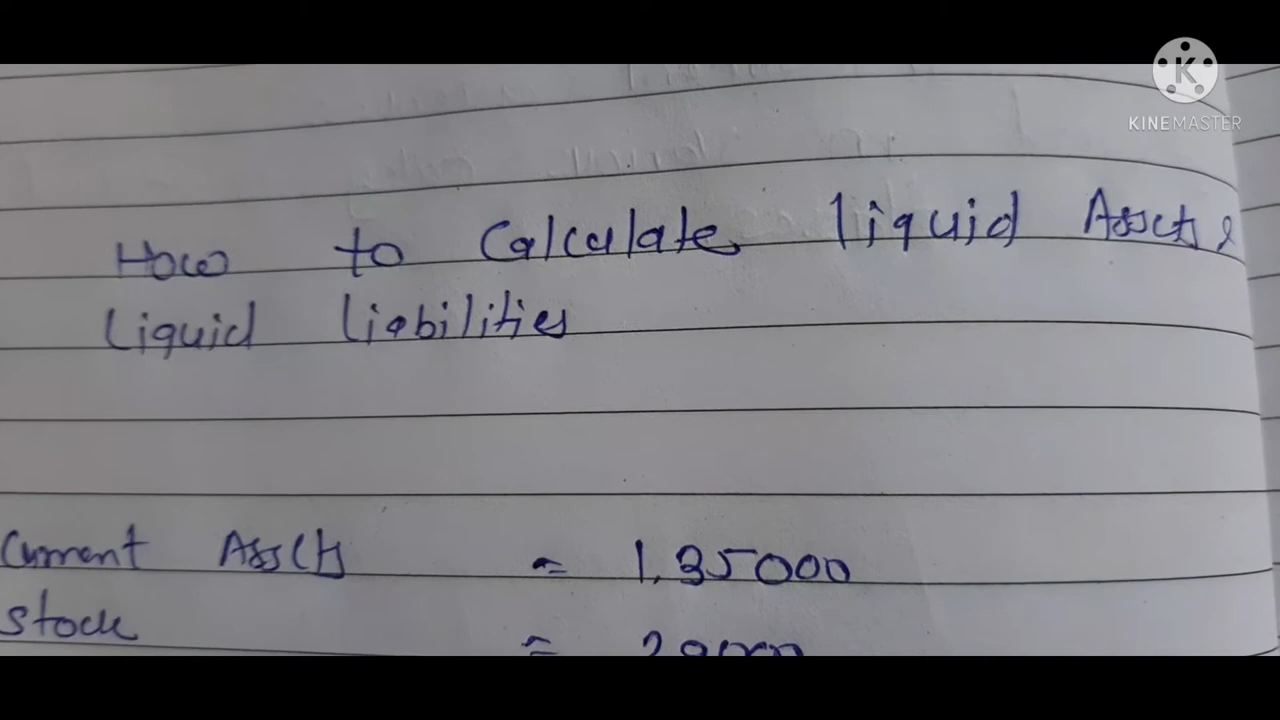 KINEMASTER
How to Calculate liquid Assets &
liquid liabilities
Current Assets = 1,35000
Stock =